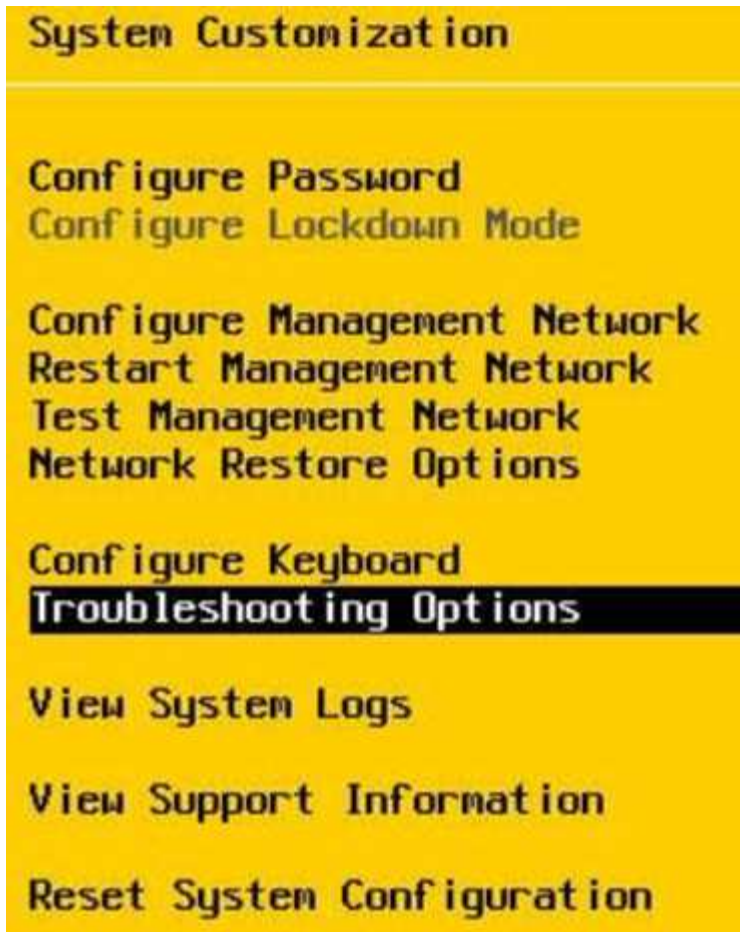 System Customization
Configure Password
Configure Lockdown Mode
Configure Management Network
Restart Management Network
Test Management Network
Network Restore Options
Configure Keyboard
Troubleshooting Options
View System Logs
View Support Information
Reset System Configuration